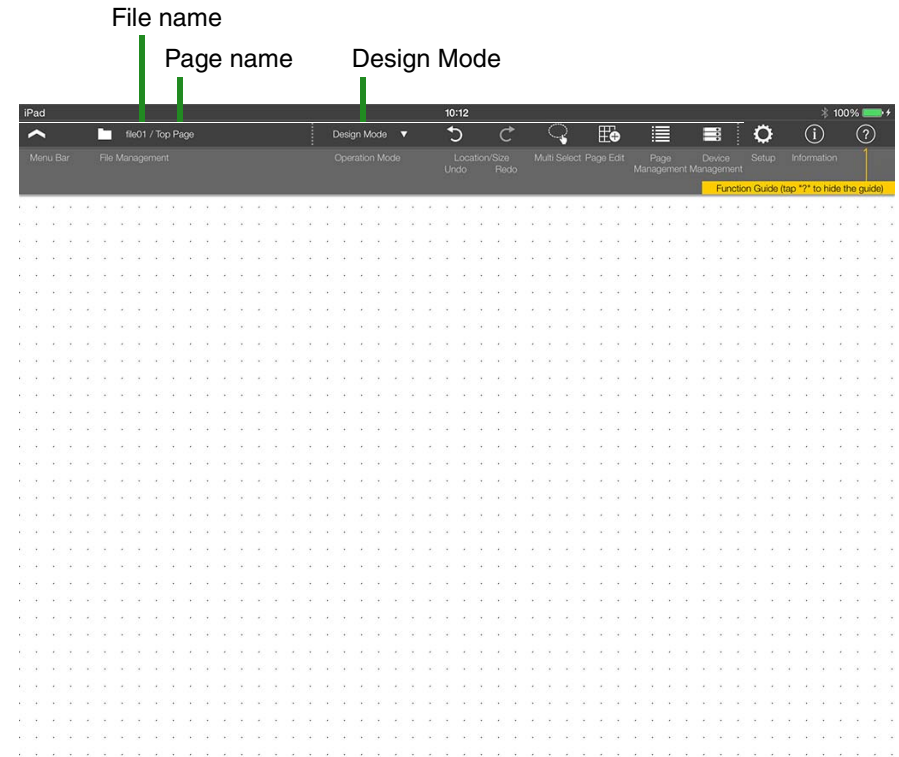 File name
Page name Design Mode
iPad 10:12 100%
file01 / Top Page Design Mode ▼ i ?
Menu Bar File Management Operation Mode Location/Size Multi Select Page Edit Page Device Setup Information
Undo Redo Management Management
Function Guide (tap "?" to hide the guide)